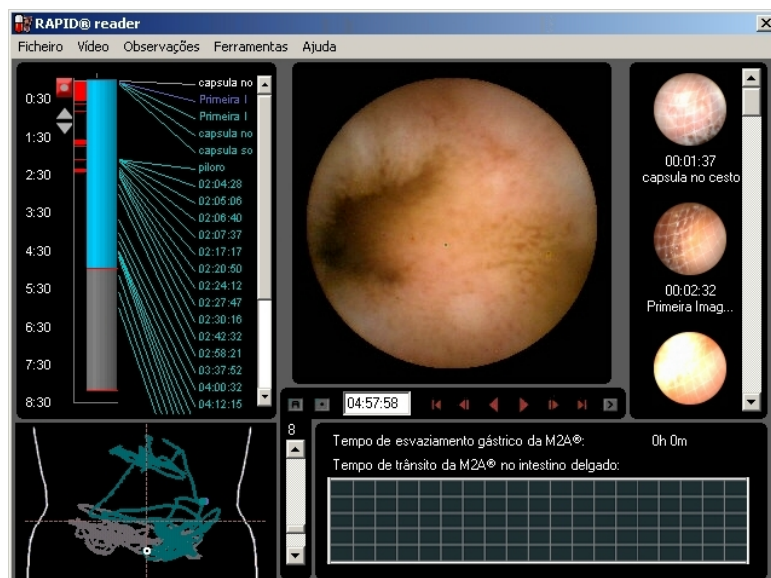 RAPID® reader
Ficheiro Vídeo Observações Ferramentas Ajuda
0:30
1:30
2:30
3:30
4:30
5:30
6:30
7:30
8:30
capsula no
Primeira I
Primeira I
capsula no
capsula so
piloro
02:04:28
02:05:06
02:06:40
02:07:37
02:17:17
02:20:50
02:24:12
02:27:47
02:30:16
02:42:32
02:58:21
03:37:52
04:00:32
04:12:15
00:01:37
capsula no cesto
00:02:32
Primeira Imag...
04:57:58
8
Tempo de esvaziamento gástrico da M2A®: 0h 0m
Tempo de trânsito da M2A® no intestino delgado: